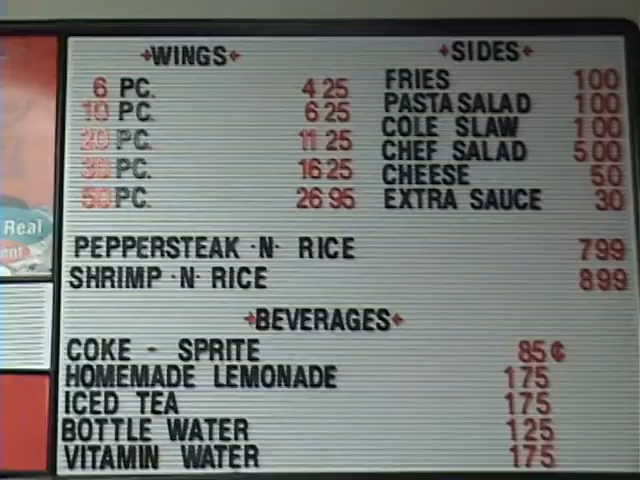 WINGS
6 PC. 4 25
10 PC. 6 25
20 PC. 11 25
30 PC. 16 25
50 PC. 26 95
SIDES
FRIES 100
PASTA SALAD 100
COLE SLAW 100
CHEF SALAD 500
CHEESE 50
EXTRA SAUCE 30
PEPPERSTEAK ·N· RICE 799
SHRIMP ·N· RICE 899
BEVERAGES
COKE - SPRITE 85¢
HOMEMADE LEMONADE 175
ICED TEA 175
BOTTLE WATER 125
VITAMIN WATER 175
Real